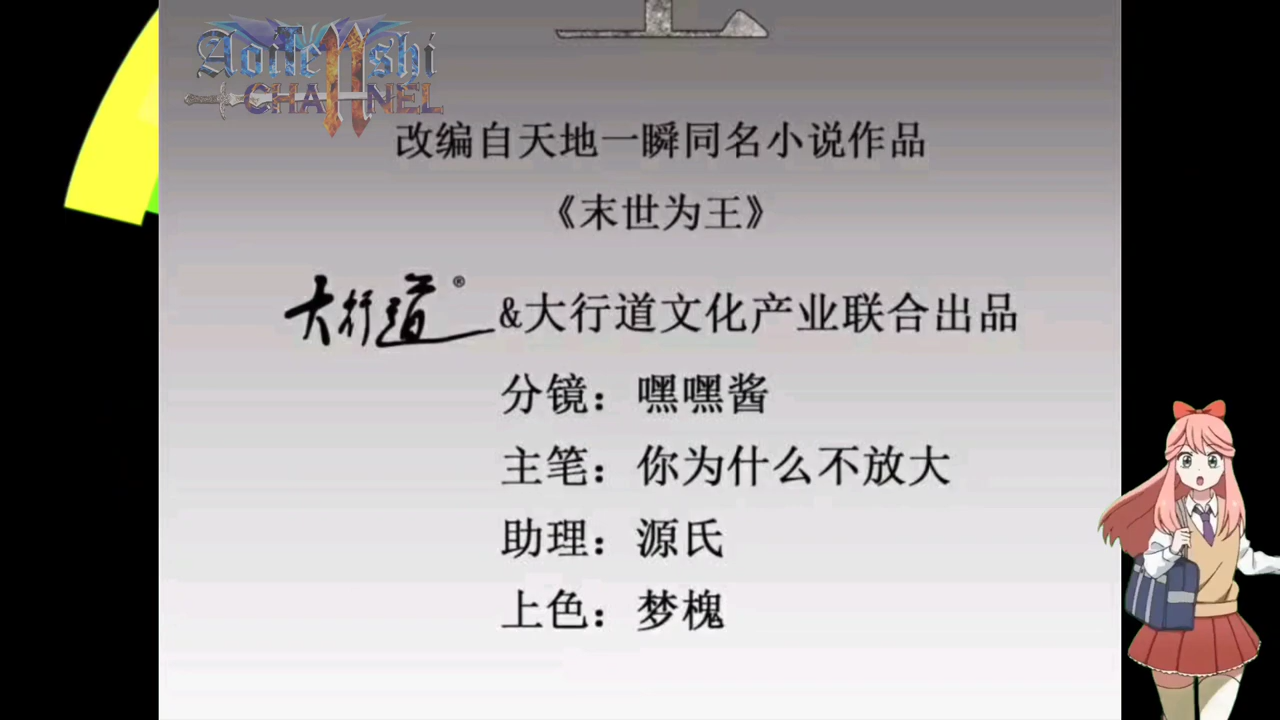 AoiTenshi
CHANNEL
改编自天地一瞬同名小说作品
《末世为王》
大行道® &大行道文化产业联合出品
分镜：嘿嘿酱
主笔：你为什么不放大
助理：源氏
上色：梦槐